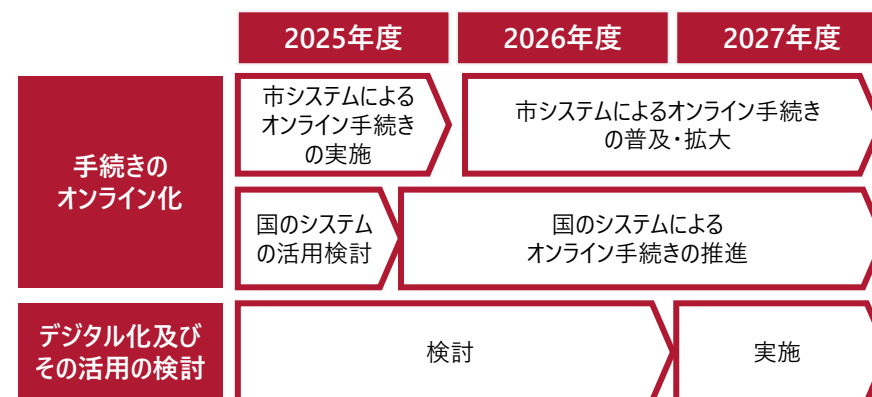 2025年度
2026年度
2027年度
手続きの
オンライン化
市システムによる
オンライン手続き
の実施
市システムによるオンライン手続き
の普及・拡大
国のシステム
の活用検討
国のシステムによる
オンライン手続きの推進
デジタル化及び
その活用の検討
検討
実施